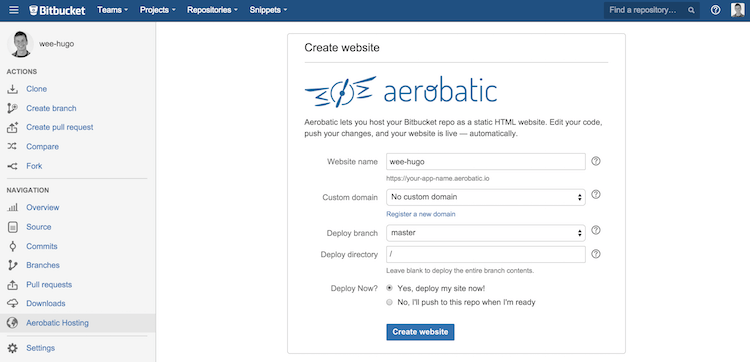 Bitbucket Teams Projects Repositories Snippets Find a repository...
wee-hugo
ACTIONS
Clone
Create branch
Create pull request
Compare
Fork
NAVIGATION
Overview
Source
Commits
Branches
Pull requests
Downloads
Aerobatic Hosting
Settings
Create website
aerobatic
Aerobatic lets you host your Bitbucket repo as a static HTML website. Edit your code,
push your changes, and your website is live — automatically.
Website name wee-hugo
https://your-app-name.aerobatic.io
Custom domain No custom domain
Register a new domain
Deploy branch master
Deploy directory /
Leave blank to deploy the entire branch contents.
Deploy Now? Yes, deploy my site now!
No, I'll push to this repo when I'm ready
Create website